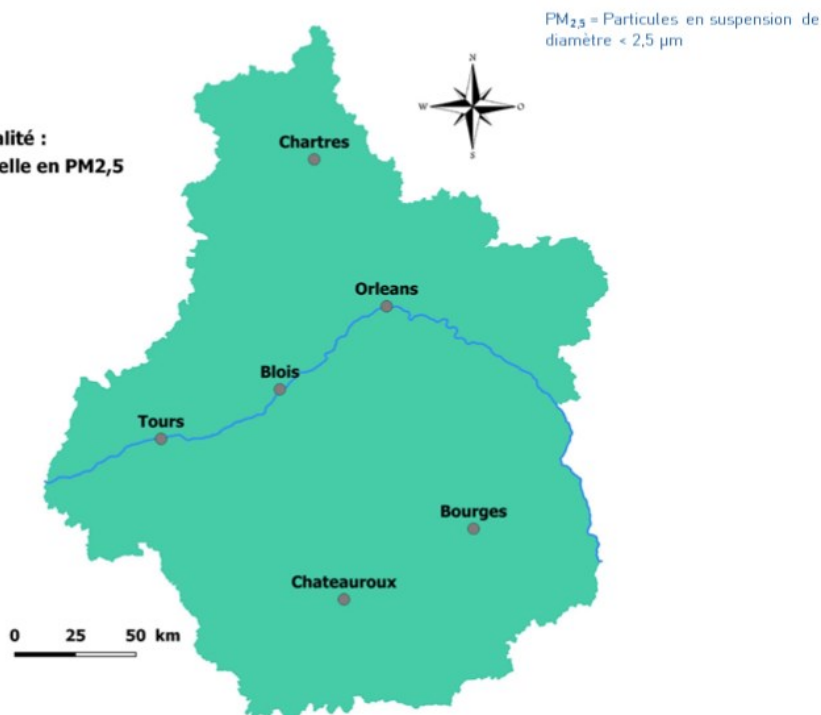 PM2,5 = Particules en suspension de
diamètre < 2,5 µm
N
W
O
S
alité :
elle en PM2,5
Chartres
Orleans
Blois
Tours
Bourges
Chateauroux
0 25 50 km